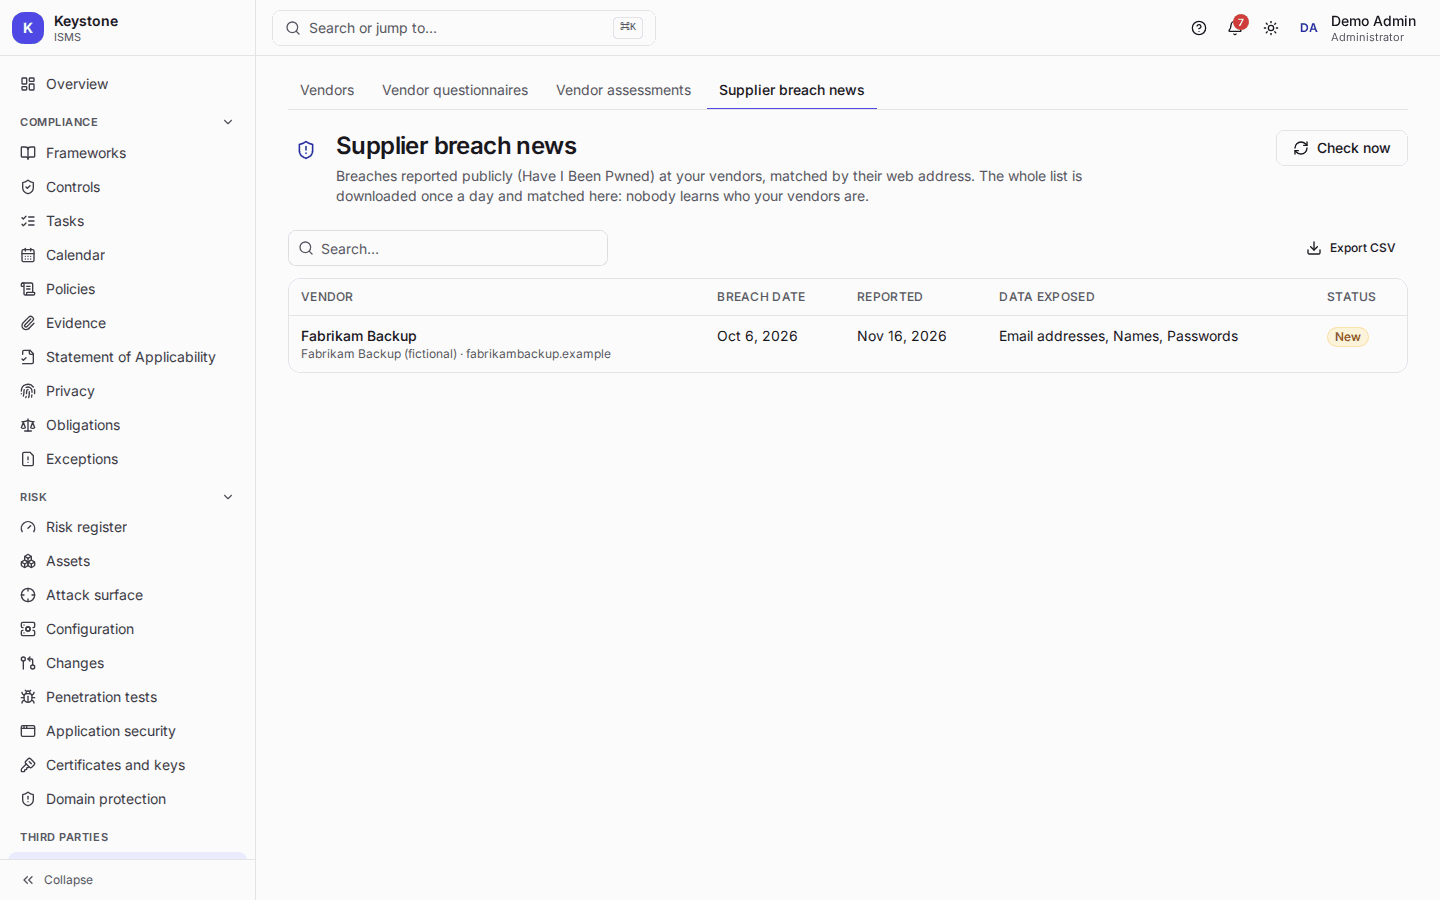 Keystone
ISMS
Search or jump to...
⌘K
7
DA
Demo Admin
Administrator
Overview
COMPLIANCE
Frameworks
Controls
Tasks
Calendar
Policies
Evidence
Statement of Applicability
Privacy
Obligations
Exceptions
RISK
Risk register
Assets
Attack surface
Configuration
Changes
Penetration tests
Application security
Certificates and keys
Domain protection
THIRD PARTIES
Collapse
Vendors
Vendor questionnaires
Vendor assessments
Supplier breach news
Supplier breach news
Check now
Breaches reported publicly (Have I Been Pwned) at your vendors, matched by their web address. The whole list is
downloaded once a day and matched here: nobody learns who your vendors are.
Search...
Export CSV
VENDOR BREACH DATE REPORTED DATA EXPOSED STATUS
Fabrikam Backup Oct 6, 2026 Nov 16, 2026 Email addresses, Names, Passwords New
Fabrikam Backup (fictional) · fabrikambackup.example
K